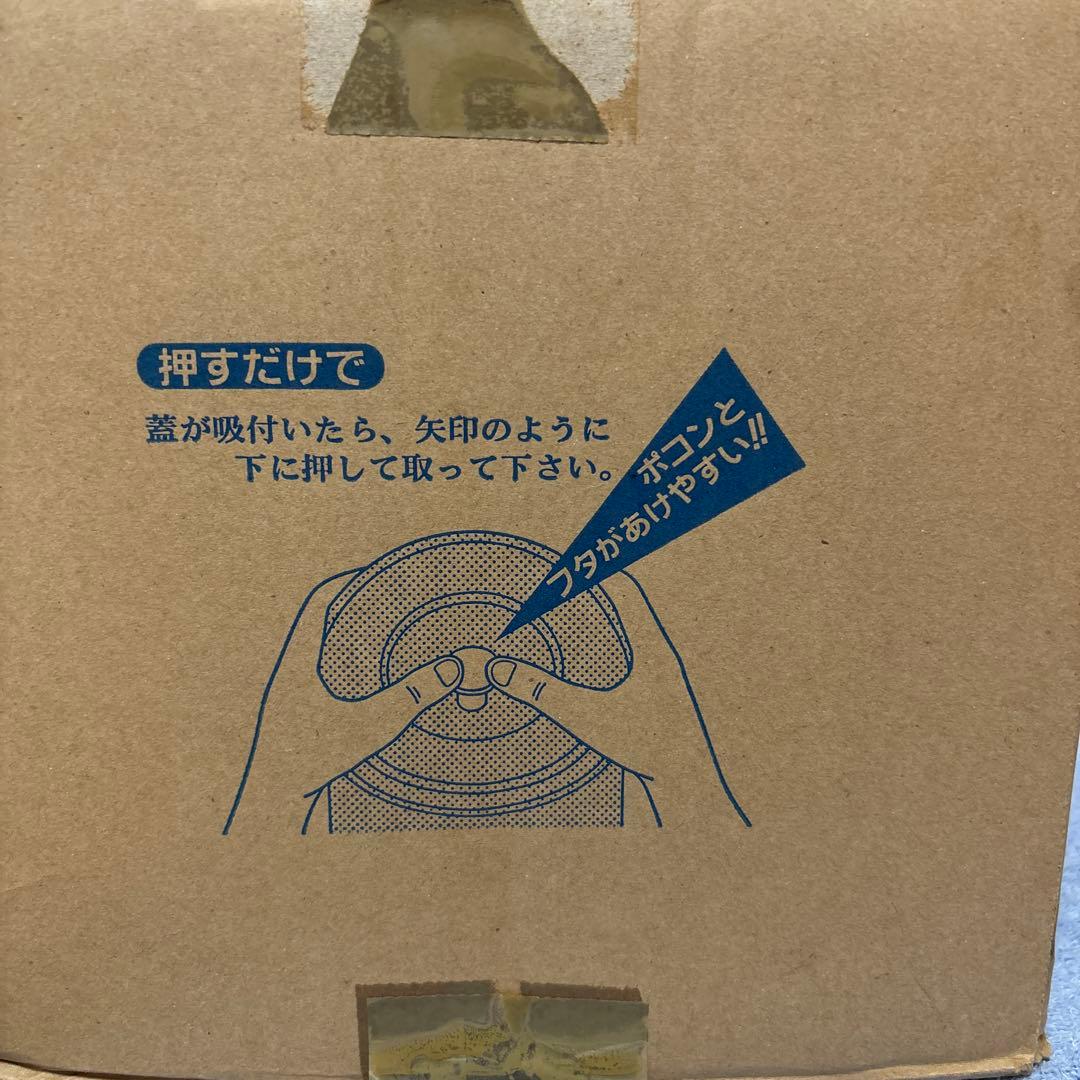 押すだけで
蓋が吸付いたら、矢印のように
下に押して取って下さい。
ポコンと
フタがあけやすい!!